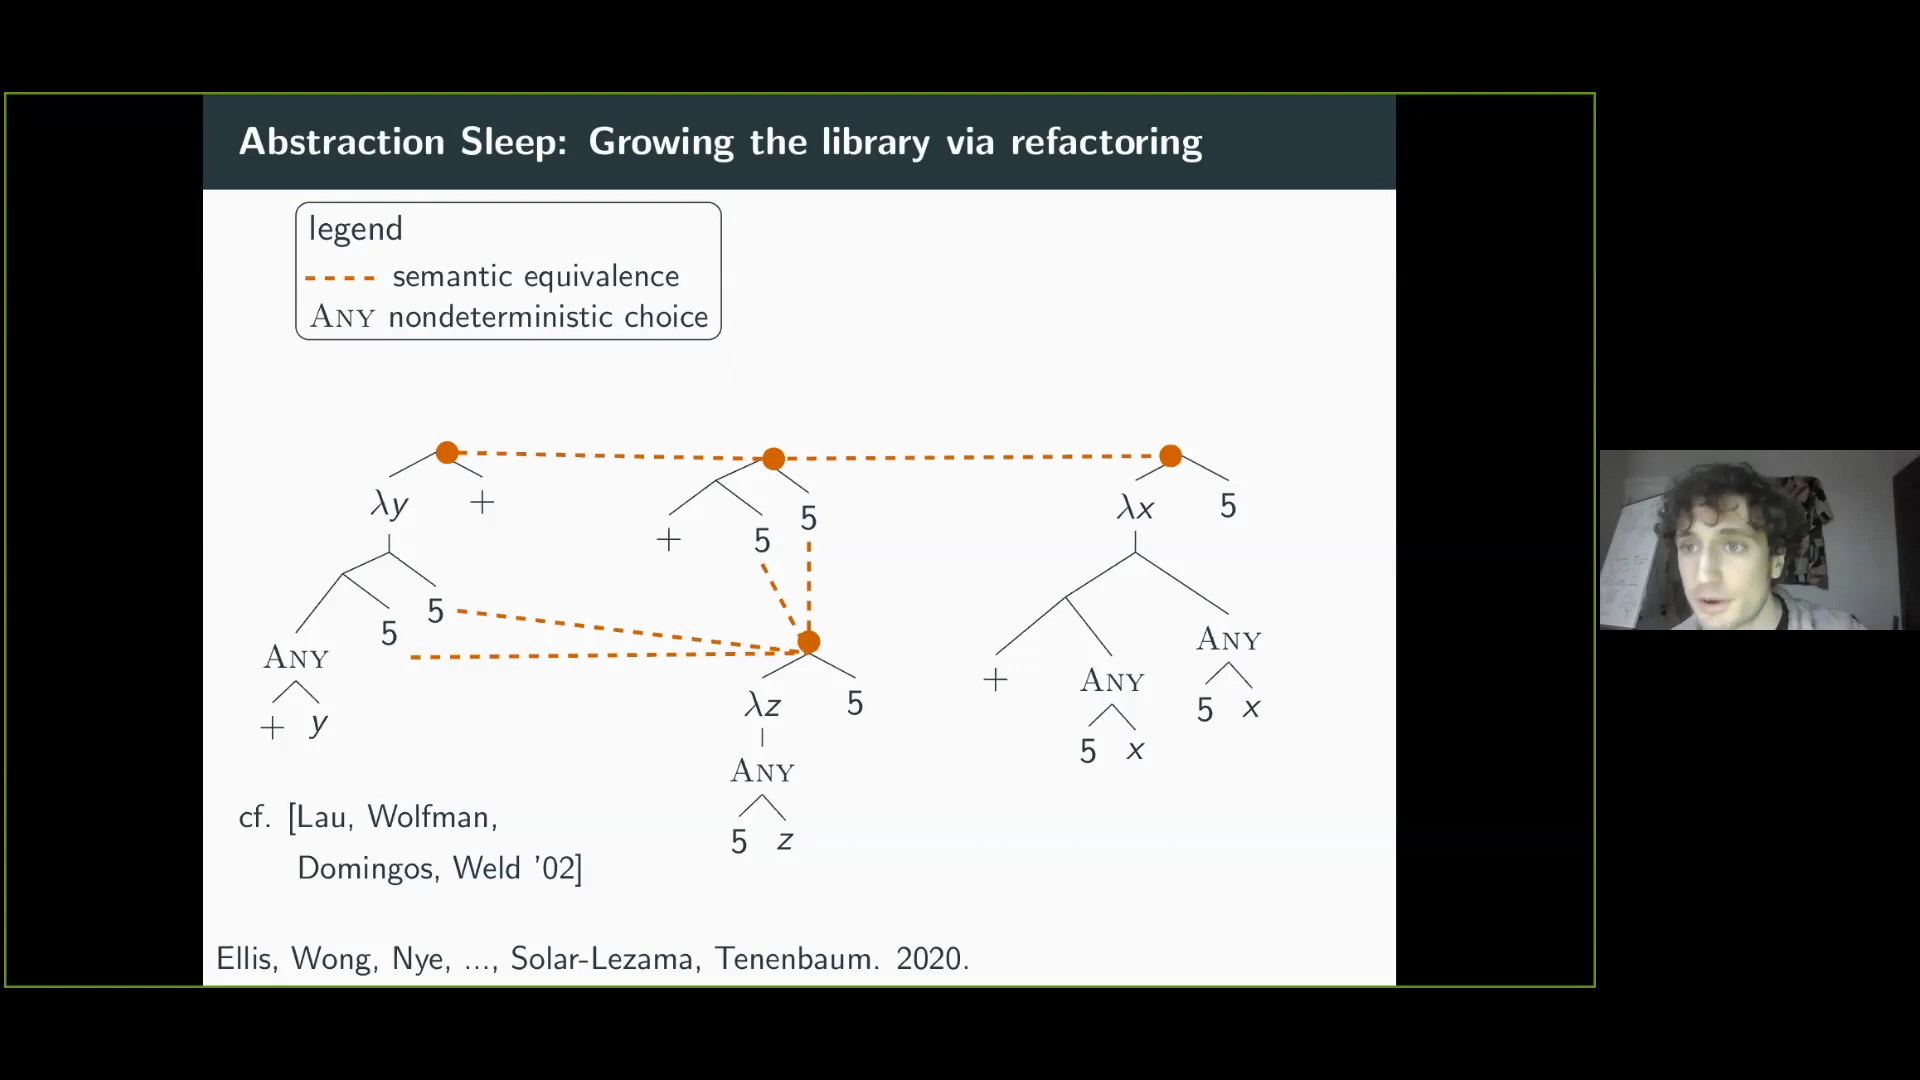 Abstraction Sleep: Growing the library via refactoring
legend
semantic equivalence
ANY nondeterministic choice
λy +
+ 5 5
λx 5
5 5
ANY
+ y
λz 5
ANY
5 z
+ ANY ANY
5 x
5 x
cf. [Lau, Wolfman,
Domingos, Weld ’02]
Ellis, Wong, Nye, ..., Solar-Lezama, Tenenbaum. 2020.